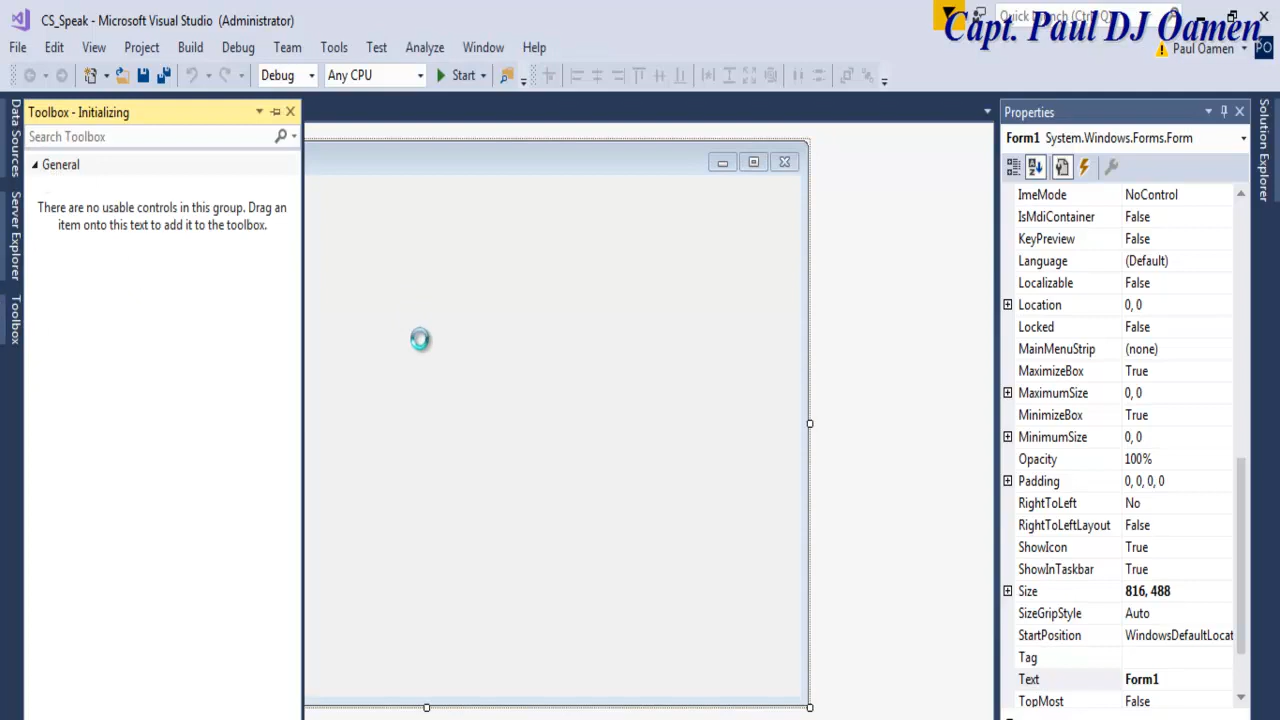 CS_Speak - Microsoft Visual Studio (Administrator)
Quick Launch (Ctrl+Q)
Capt. Paul DJ Oamen
File Edit View Project Build Debug Team Tools Test Analyze Window Help
Paul Oamen PO
Debug Any CPU Start
Data Sources
Server Explorer
Toolbox
Toolbox - Initializing
Search Toolbox
General
There are no usable controls in this group. Drag an
item onto this text to add it to the toolbox.
Properties
Form1 System.Windows.Forms.Form
ImeMode NoControl
IsMdiContainer False
KeyPreview False
Language (Default)
Localizable False
Location 0, 0
Locked False
MainMenuStrip (none)
MaximizeBox True
MaximumSize 0, 0
MinimizeBox True
MinimumSize 0, 0
Opacity 100%
Padding 0, 0, 0, 0
RightToLeft No
RightToLeftLayout False
ShowIcon True
ShowInTaskbar True
Size 816, 488
SizeGripStyle Auto
StartPosition WindowsDefaultLocat
Tag
Text Form1
TopMost False
Solution Explorer